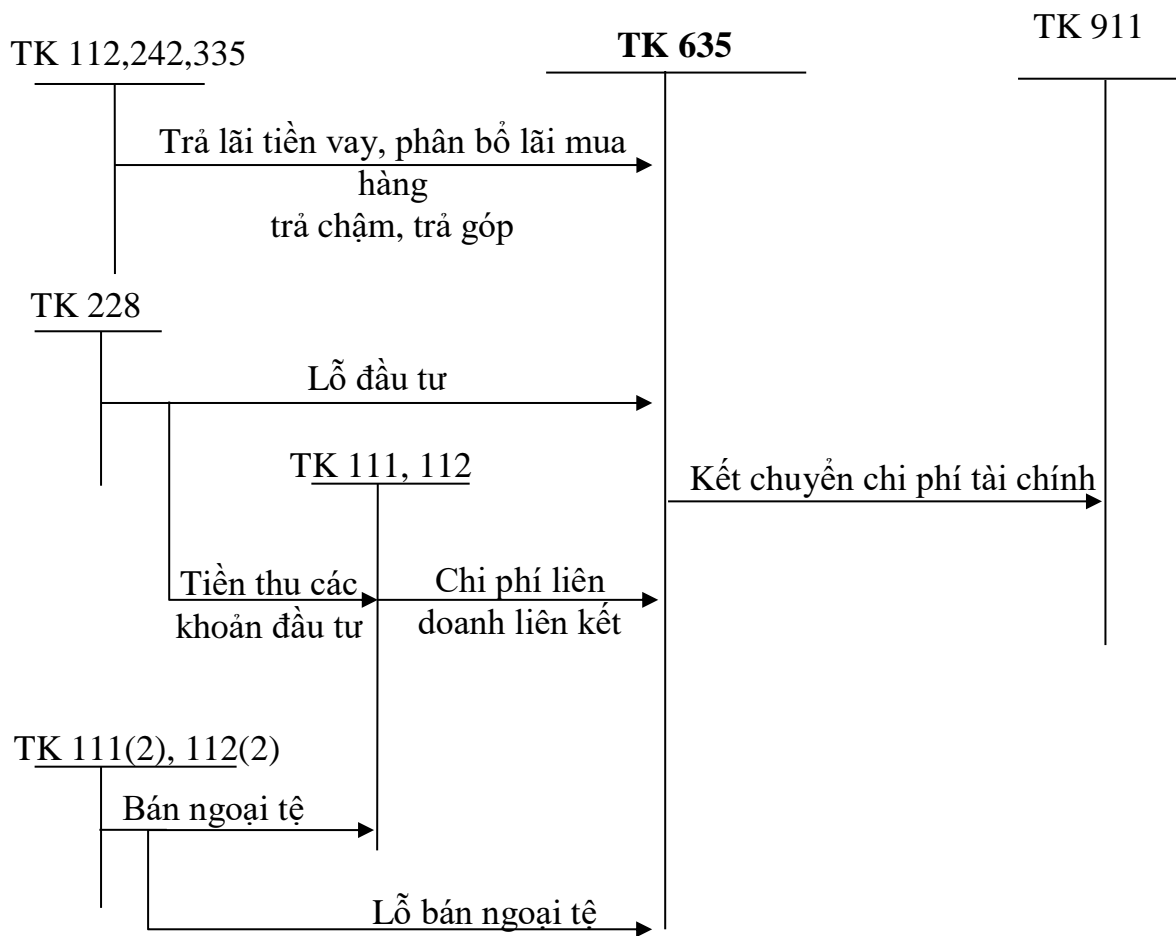 TK 112,242,335
TK 635
TK 911
Trả lãi tiền vay, phân bổ lãi mua
hàng
trả chậm, trả góp
TK 228
Lỗ đầu tư
TK 111, 112
Kết chuyển chi phí tài chính
Tiền thu các
khoản đầu tư
Chi phí liên
doanh liên kết
TK 111(2), 112(2)
Bán ngoại tệ
Lỗ bán ngoại tệ